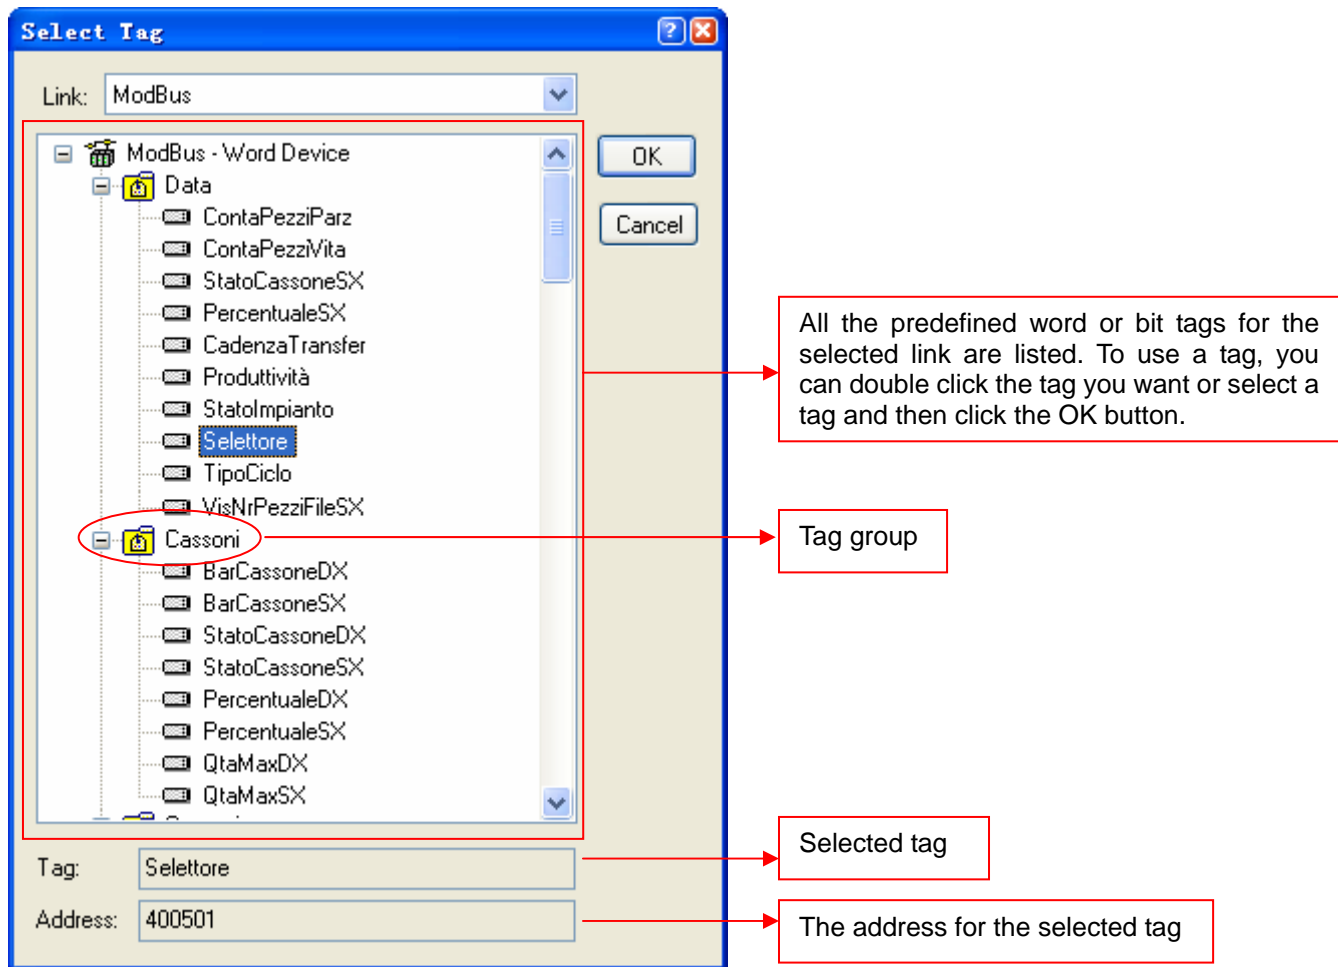 Select Tag
Link: ModBus
ModBus - Word Device
Data
ContaPezziParz
ContaPezziVita
StatoCassoneSX
PercentualeSX
CadenzaTransfer
Produttività
StatoImpianto
Selettore
TipoCiclo
VisNrPezziFileSX
Cassoni
BarCassoneDX
BarCassoneSX
StatoCassoneDX
StatoCassoneSX
PercentualeDX
PercentualeSX
QtaMaxDX
QtaMaxSX
OK
Cancel
Tag: Selettore
Address: 400501
All the predefined word or bit tags for the
selected link are listed. To use a tag, you
can double click the tag you want or select a
tag and then click the OK button.
Tag group
Selected tag
The address for the selected tag